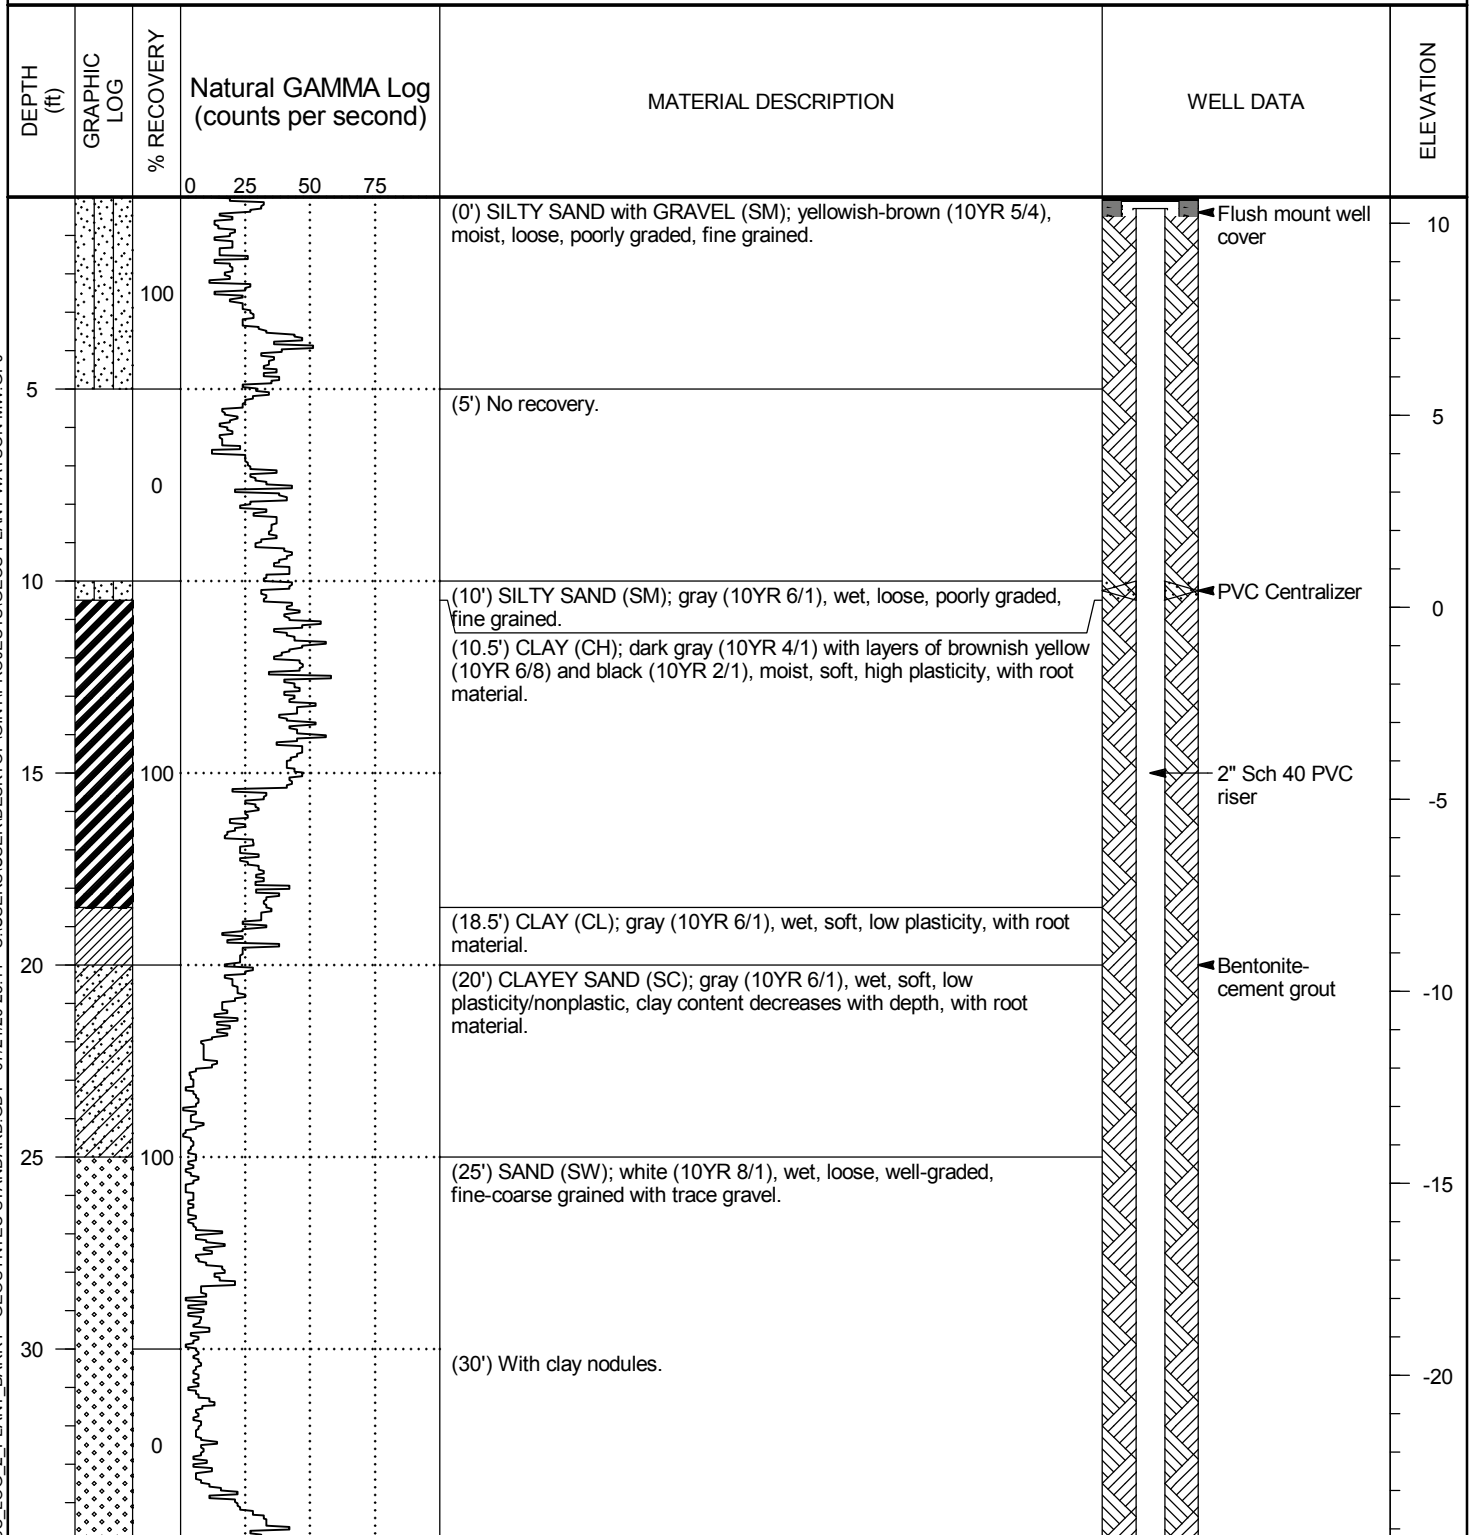 DEPTH
(ft)
GRAPHIC
LOG
% RECOVERY
Natural GAMMA Log
(counts per second)
0 25 50 75
MATERIAL DESCRIPTION
WELL DATA
ELEVATION
(0') SILTY SAND with GRAVEL (SM); yellowish-brown (10YR 5/4),
moist, loose, poorly graded, fine grained.
Flush mount well
cover
10
100
5
(5') No recovery.
5
0
10
(10') SILTY SAND (SM); gray (10YR 6/1), wet, loose, poorly graded,
fine grained.
PVC Centralizer
0
(10.5') CLAY (CH); dark gray (10YR 4/1) with layers of brownish yellow
(10YR 6/8) and black (10YR 2/1), moist, soft, high plasticity, with root
material.
15
100
2" Sch 40 PVC
riser
-5
(18.5') CLAY (CL); gray (10YR 6/1), wet, soft, low plasticity, with root
material.
20
(20') CLAYEY SAND (SC); gray (10YR 6/1), wet, soft, low
plasticity/nonplastic, clay content decreases with depth, with root
material.
Bentonite-
cement grout
-10
25
100
(25') SAND (SW); white (10YR 8/1), wet, loose, well-graded,
fine-coarse grained with trace gravel.
-15
30
(30') With clay nodules.
-20
0